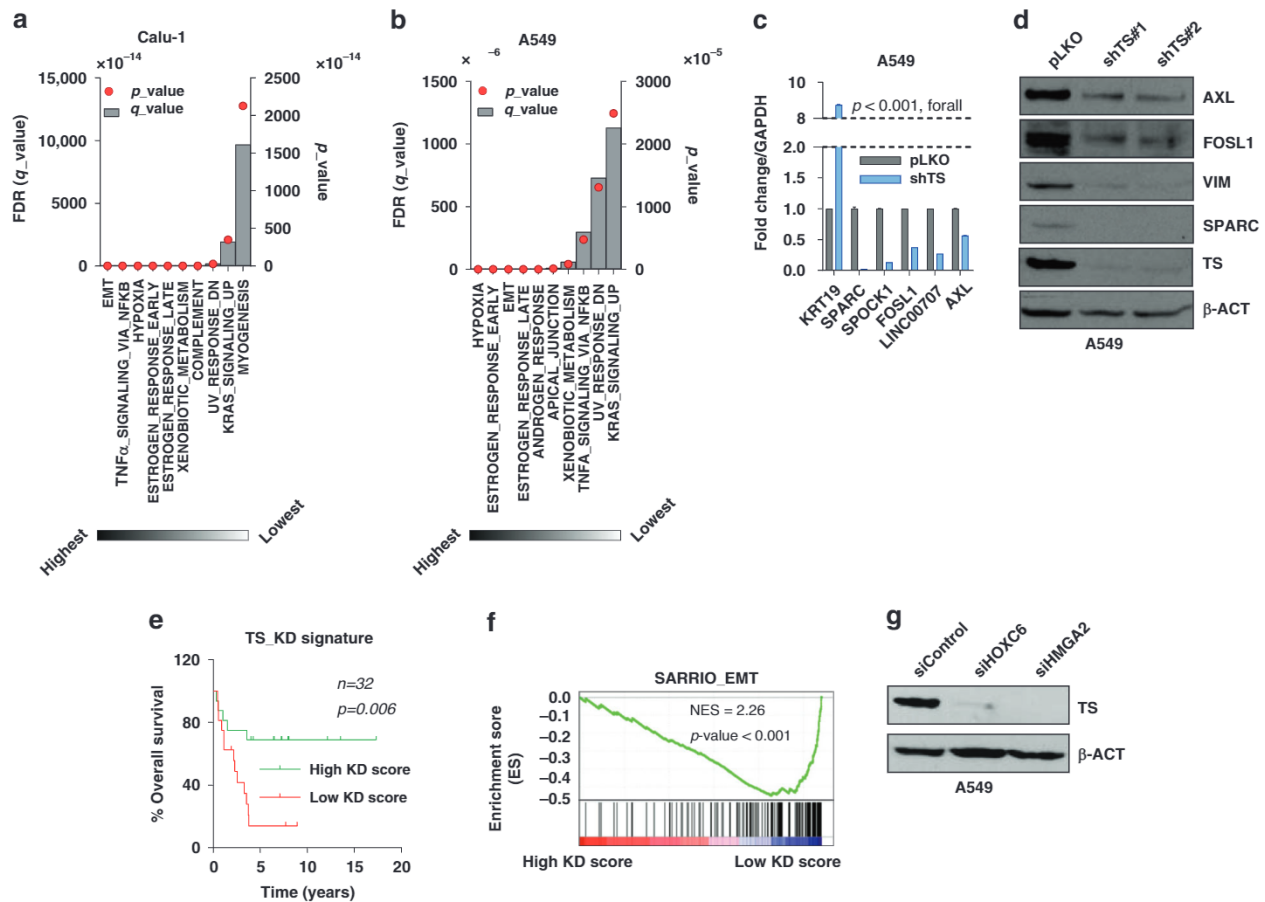 a
Calu-1
×10⁻¹⁴
×10⁻¹⁴
15,000
10,000
5000
0
FDR (q_value)
p_value
q_value
2500
2000
1500
1000
500
0
p_value
EMT
TNFα_SIGNALING_VIA_NFKB
HYPOXIA
ESTROGEN_RESPONSE_EARLY
ESTROGEN_RESPONSE_LATE
XENOBIOTIC_METABOLISM
COMPLEMENT
UV_RESPONSE_DN
KRAS_SIGNALING_UP
MYOGENESIS
Highest
Lowest
b
A549
× ⁻⁶
×10⁻⁵
1500
1000
500
0
FDR (q_value)
p_value
q_value
3000
2000
1000
0
p_value
HYPOXIA
ESTROGEN_RESPONSE_EARLY
EMT
ESTROGEN_RESPONSE_LATE
ANDROGEN_RESPONSE
APICAL_JUNCTION
XENOBIOTIC_METABOLISM
TNFA_SIGNALING_VIA_NFKB
UV_RESPONSE_DN
KRAS_SIGNALING_UP
Highest
Lowest
c
A549
Fold change/GAPDH
10
8
2.0
1.0
0.5
0.0
p < 0.001, forall
pLKO
shTS
KRT19
SPARC
SPOCK1
FOSL1
LINC00707
AXL
d
pLKO
shTS#1
shTS#2
AXL
FOSL1
VIM
SPARC
TS
β-ACT
A549
e
TS_KD signature
% Overall survival
120
80
40
0
n=32
p=0.006
High KD score
Low KD score
0 5 10 15 20
Time (years)
f
SARRIO_EMT
Enrichment score
(ES)
0.0
–0.1
–0.2
–0.3
–0.4
–0.5
NES = 2.26
p-value < 0.001
High KD score
Low KD score
g
siControl
siHOXC6
siHMGA2
TS
β-ACT
A549